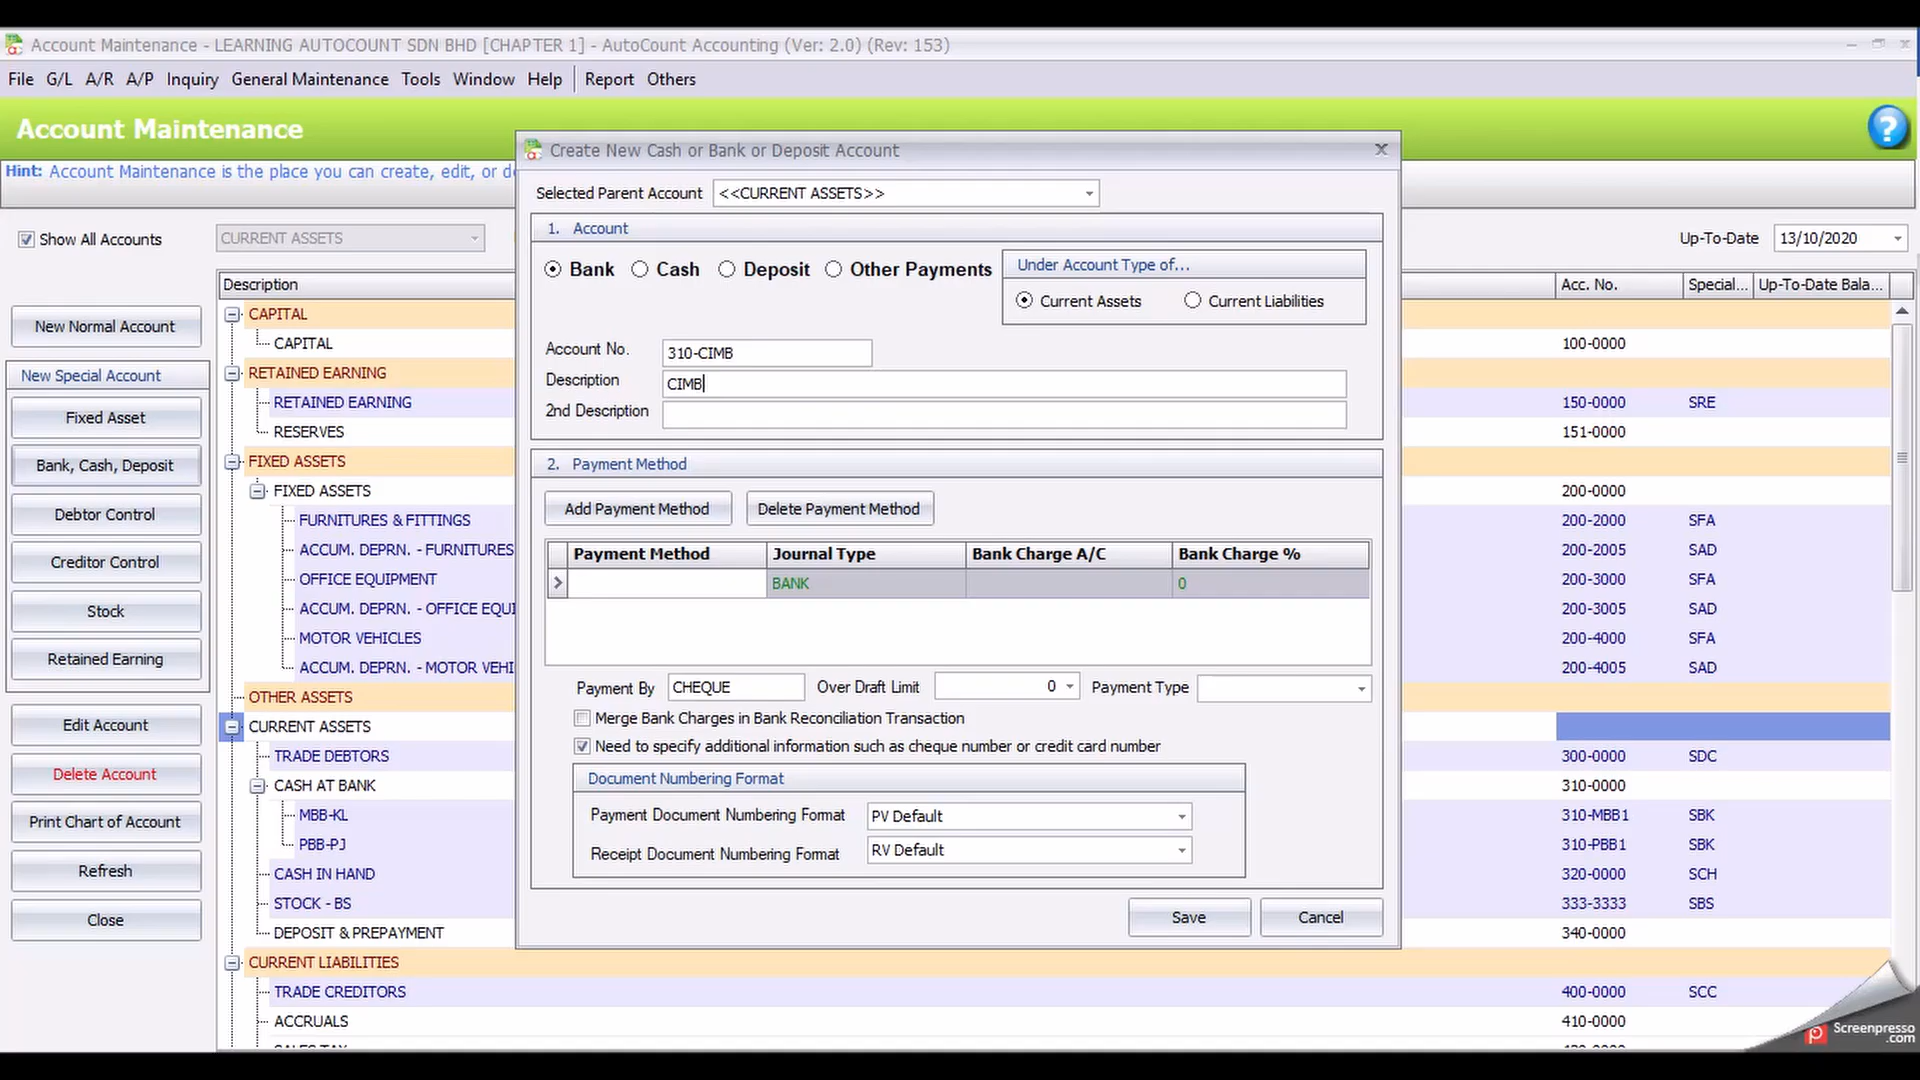 Account Maintenance - LEARNING AUTOCOUNT SDN BHD [CHAPTER 1] - AutoCount Accounting (Ver: 2.0) (Rev: 153)
File G/L A/R A/P Inquiry General Maintenance Tools Window Help Report Others
Account Maintenance
Hint: Account Maintenance is the place you can create, edit, or d
Show All Accounts
CURRENT ASSETS
Up-To-Date 13/10/2020
New Normal Account
New Special Account
Fixed Asset
Bank, Cash, Deposit
Debtor Control
Creditor Control
Stock
Retained Earning
Edit Account
Delete Account
Print Chart of Account
Refresh
Close
Description Acc. No. Special... Up-To-Date Bala...
CAPITAL
CAPITAL 100-0000
RETAINED EARNING
RETAINED EARNING 150-0000 SRE
RESERVES 151-0000
FIXED ASSETS
FIXED ASSETS 200-0000
FURNITURES & FITTINGS 200-2000 SFA
ACCUM. DEPRN. - FURNITURES 200-2005 SAD
OFFICE EQUIPMENT 200-3000 SFA
ACCUM. DEPRN. - OFFICE EQUI 200-3005 SAD
MOTOR VEHICLES 200-4000 SFA
ACCUM. DEPRN. - MOTOR VEHI 200-4005 SAD
OTHER ASSETS
CURRENT ASSETS
TRADE DEBTORS 300-0000 SDC
CASH AT BANK 310-0000
MBB-KL 310-MBB1 SBK
PBB-PJ 310-PBB1 SBK
CASH IN HAND 320-0000 SCH
STOCK - BS 333-3333 SBS
DEPOSIT & PREPAYMENT 340-0000
CURRENT LIABILITIES
TRADE CREDITORS 400-0000 SCC
ACCRUALS 410-0000
Create New Cash or Bank or Deposit Account
Selected Parent Account <<CURRENT ASSETS>>
1. Account
Bank Cash Deposit Other Payments
Under Account Type of...
Current Assets Current Liabilities
Account No. 310-CIMB
Description CIMB
2nd Description
2. Payment Method
Add Payment Method Delete Payment Method
Payment Method Journal Type Bank Charge A/C Bank Charge %
BANK 0
Payment By CHEQUE Over Draft Limit 0 Payment Type
Merge Bank Charges in Bank Reconciliation Transaction
Need to specify additional information such as cheque number or credit card number
Document Numbering Format
Payment Document Numbering Format PV Default
Receipt Document Numbering Format RV Default
Save Cancel
Screenpresso
.com